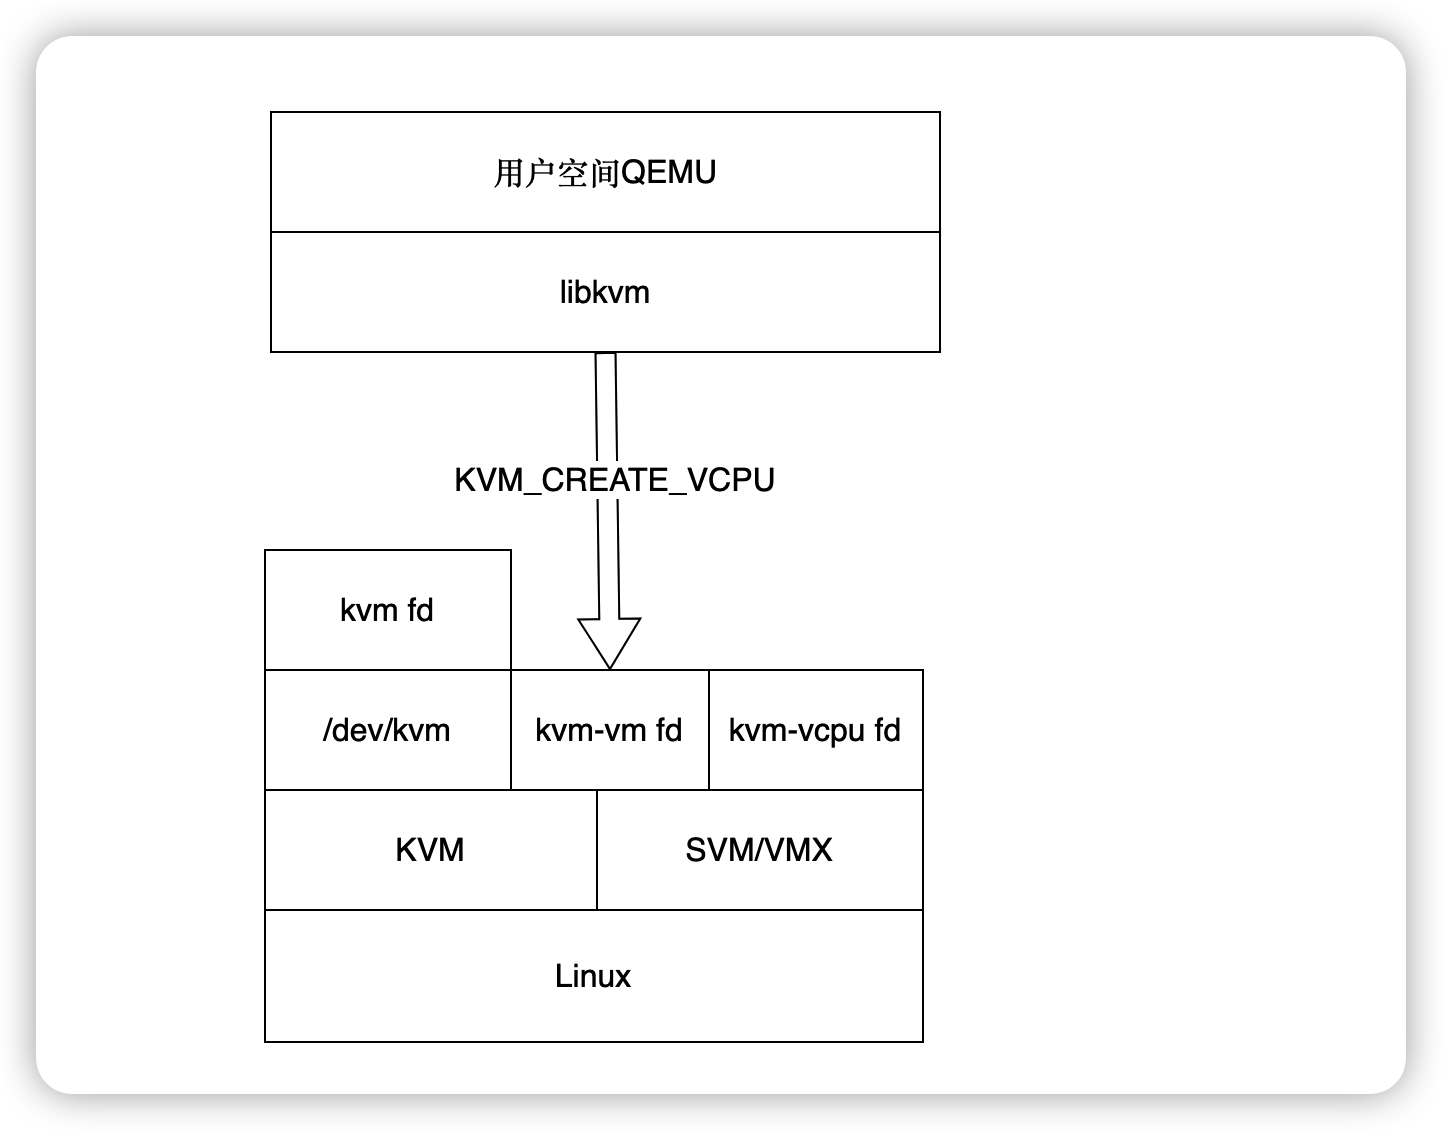 用户空间QEMU
libkvm
KVM_CREATE_VCPU
kvm fd
/dev/kvm
kvm-vm fd
kvm-vcpu fd
KVM
SVM/VMX
Linux